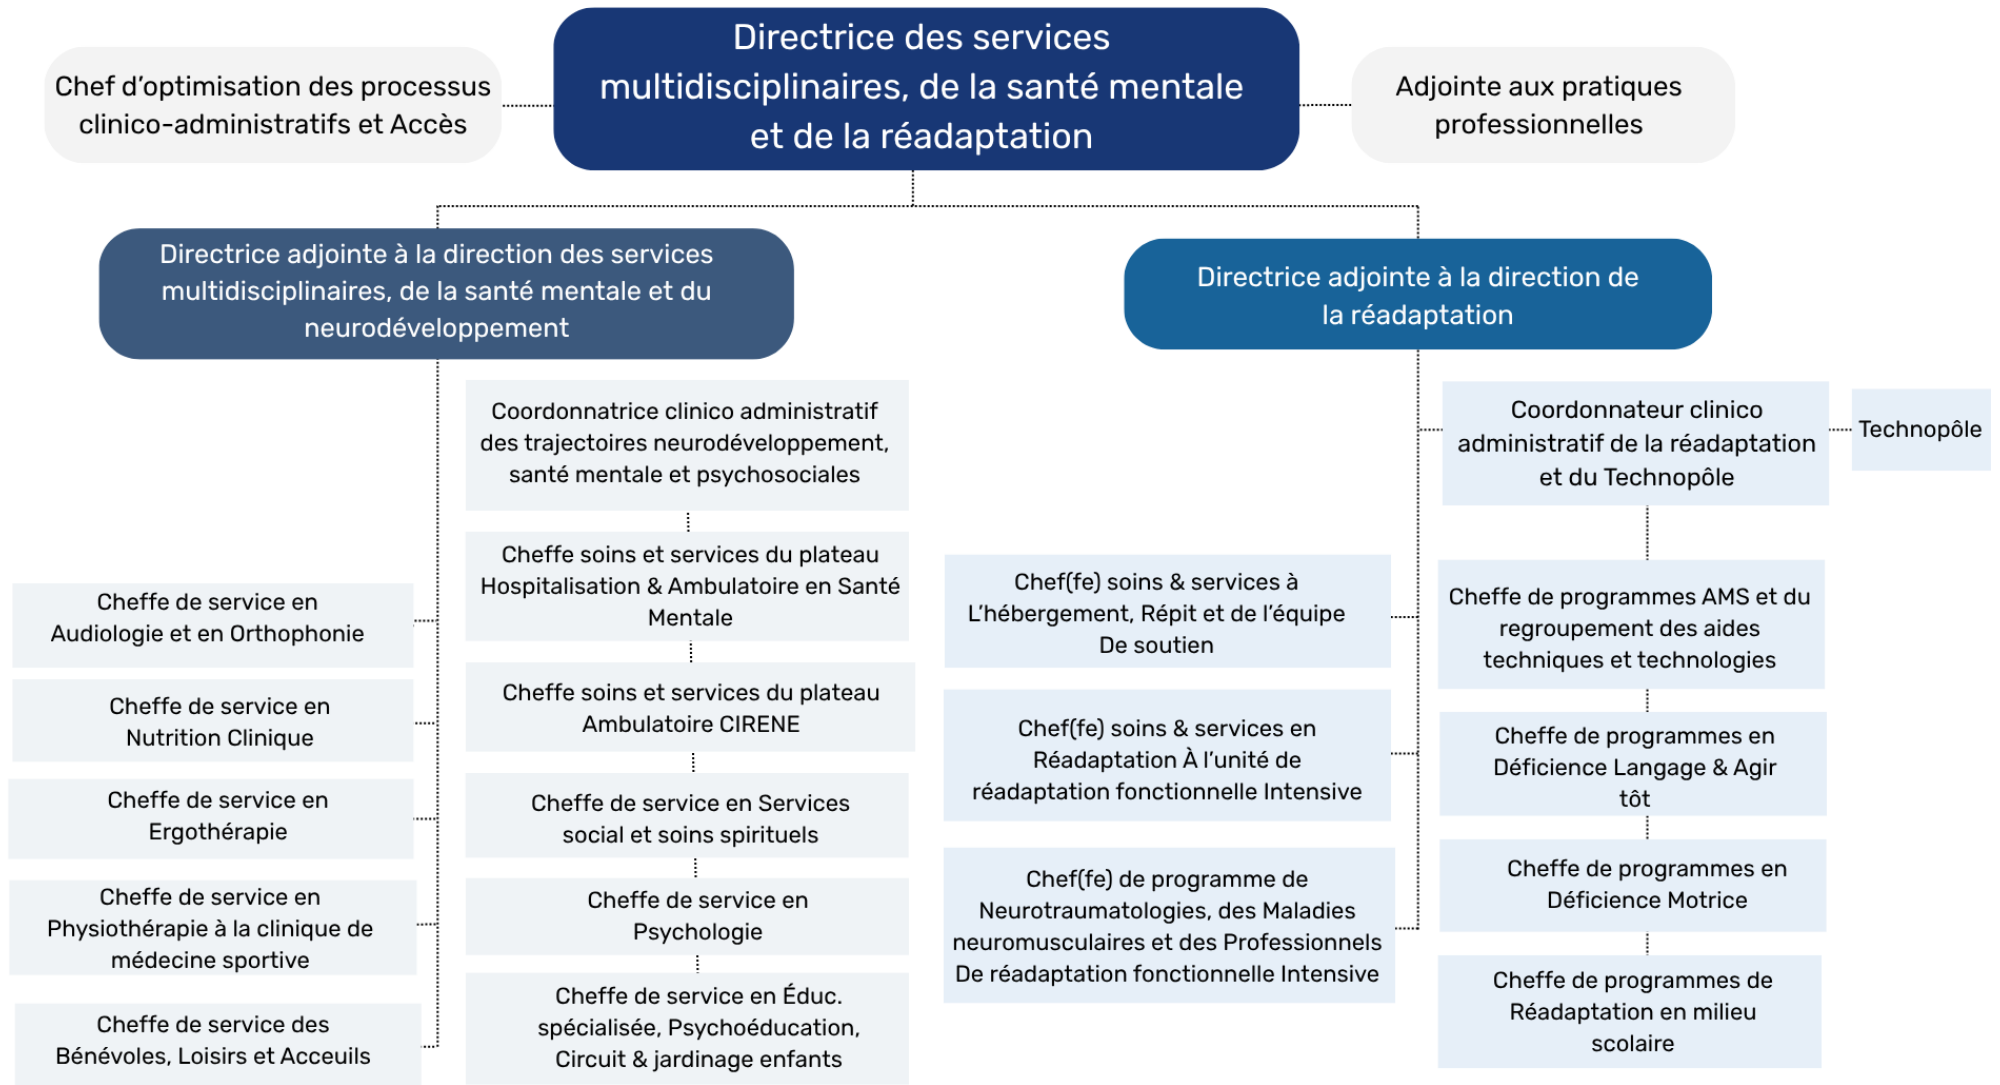 Directrice des services
multidisciplinaires, de la santé mentale
et de la réadaptation
Chef d’optimisation des processus
clinico-administratifs et Accès
Adjointe aux pratiques
professionnelles
Directrice adjointe à la direction des services
multidisciplinaires, de la santé mentale et du
neurodéveloppement
Directrice adjointe à la direction de
la réadaptation
Cheffe de service en
Audiologie et en Orthophonie
Cheffe de service en
Nutrition Clinique
Cheffe de service en
Ergothérapie
Cheffe de service en
Physiothérapie à la clinique de
médecine sportive
Cheffe de service des
Bénévoles, Loisirs et Acceuils
Coordonnatrice clinico administratif
des trajectoires neurodéveloppement,
santé mentale et psychosociales
Cheffe soins et services du plateau
Hospitalisation & Ambulatoire en Santé
Mentale
Cheffe soins et services du plateau
Ambulatoire CIRENE
Cheffe de service en Services
social et soins spirituels
Cheffe de service en
Psychologie
Cheffe de service en Éduc.
spécialisée, Psychoéducation,
Circuit & jardinage enfants
Chef(fe) soins & services à
L’hébergement, Répit et de l’équipe
De soutien
Chef(fe) soins & services en
Réadaptation À l’unité de
réadaptation fonctionnelle Intensive
Chef(fe) de programme de
Neurotraumatologies, des Maladies
neuromusculaires et des Professionnels
De réadaptation fonctionnelle Intensive
Coordonnateur clinico
administratif de la réadaptation
et du Technopôle
Technopôle
Cheffe de programmes AMS et du
regroupement des aides
techniques et technologies
Cheffe de programmes en
Déficience Langage & Agir
tôt
Cheffe de programmes en
Déficience Motrice
Cheffe de programmes de
Réadaptation en milieu
scolaire